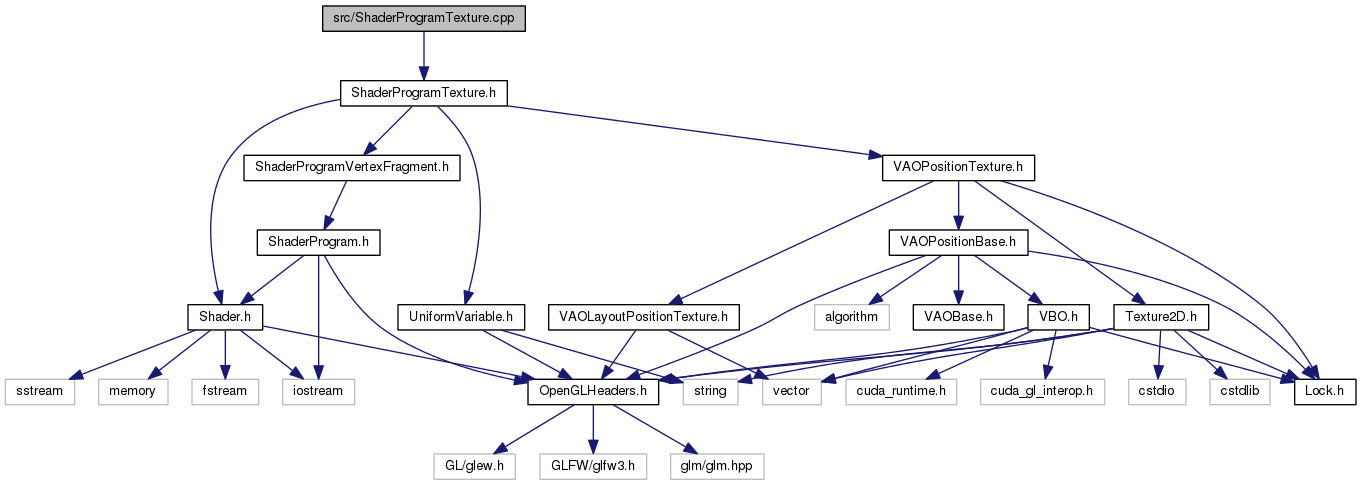 src/ShaderProgramTexture.cpp
ShaderProgramTexture.h
ShaderProgramVertexFragment.h
VAOPositionTexture.h
ShaderProgram.h
VAOPositionBase.h
Shader.h
UniformVariable.h
VAOLayoutPositionTexture.h
algorithm
VAOBase.h
VBO.h
Texture2D.h
sstream
memory
fstream
iostream
OpenGLHeaders.h
string
vector
cuda_runtime.h
cuda_gl_interop.h
cstdio
cstdlib
Lock.h
GL/glew.h
GLFW/glfw3.h
glm/glm.hpp